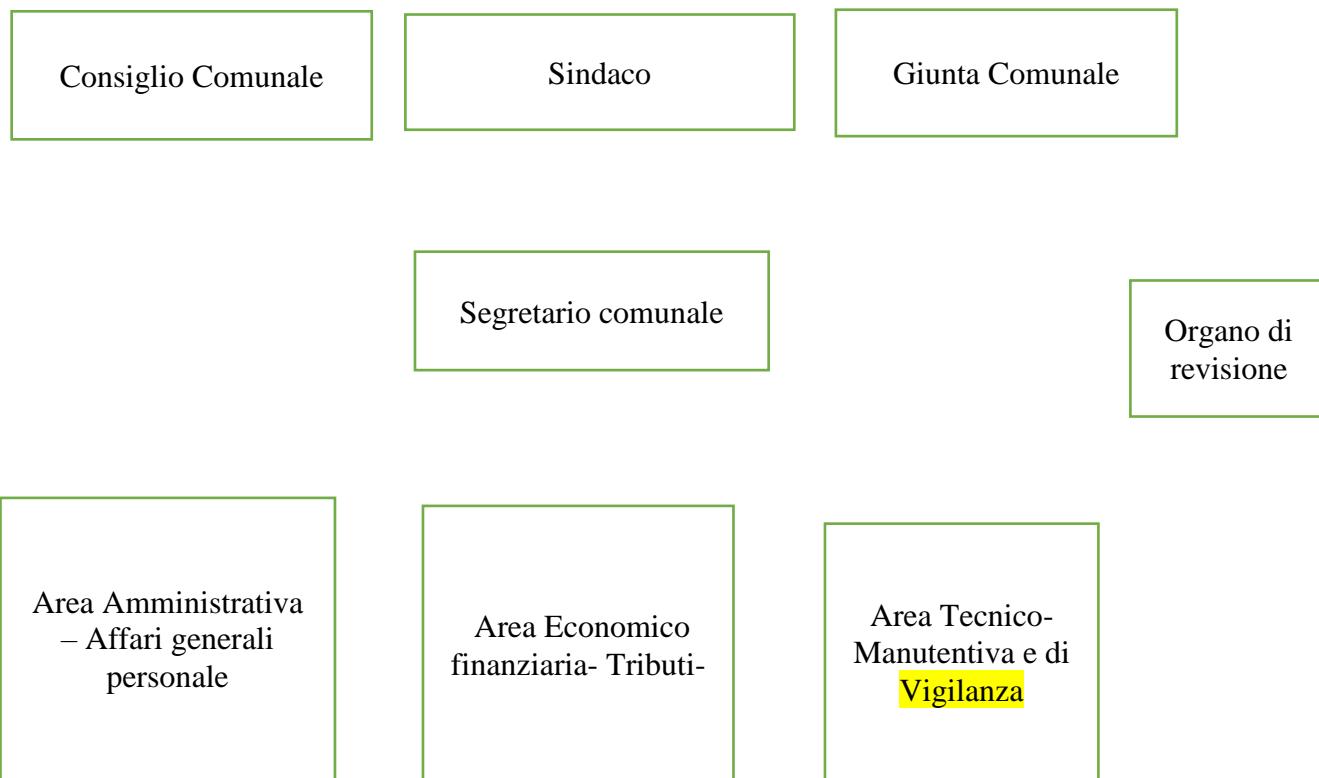 Consiglio Comunale
Sindaco
Giunta Comunale
Segretario comunale
Organo di
revisione
Area Amministrativa
– Affari generali
personale
Area Economico
finanziaria- Tributi-
Area Tecnico-
Manutentiva e di
Vigilanza